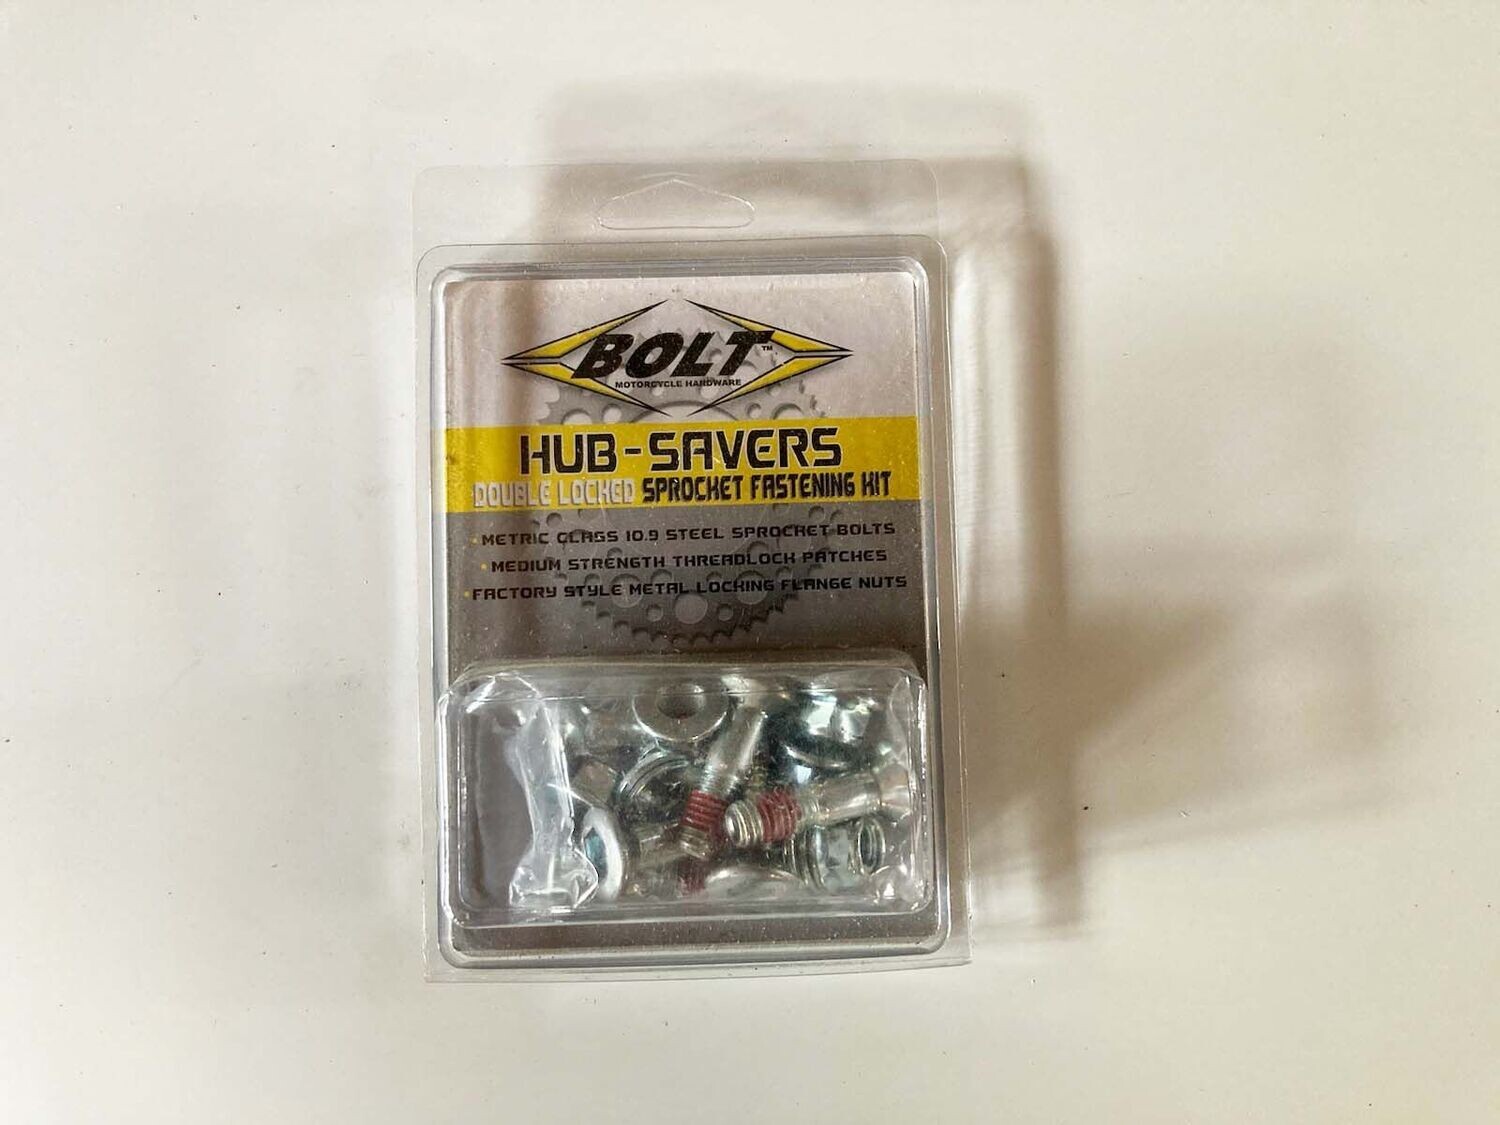 BOLT™
MOTORCYCLE HARDWARE
HUB-SAVERS
DOUBLE LOCKED SPROCKET FASTENING KIT
• METRIC CLASS 10.9 STEEL SPROCKET BOLTS
• MEDIUM STRENGTH THREADLOCK PATCHES
• FACTORY STYLE METAL LOCKING FLANGE NUTS